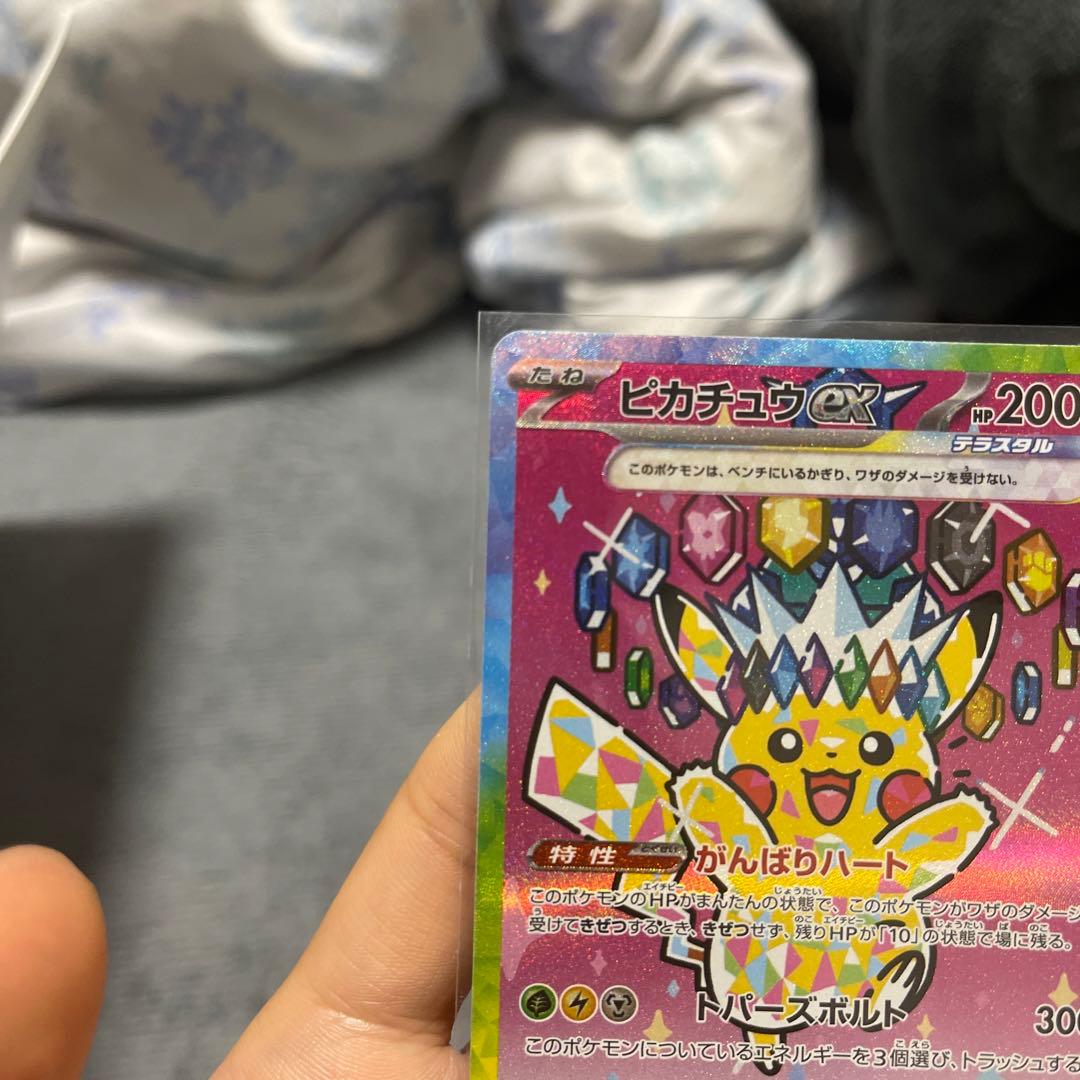 たね ピカチュウex HP 200
テラスタル
このポケモンは、ベンチにいるかぎり、ワザのダメージを受けない。
特性 がんばりハート
このポケモンのHPがまんたんの状態で、このポケモンがワザのダメージ
受けてきぜつするとき、きぜつせず、残りHPが「10」の状態で場に残る。
トパーズボルト 300
このポケモンについているエネルギーを3個選び、トラッシュする